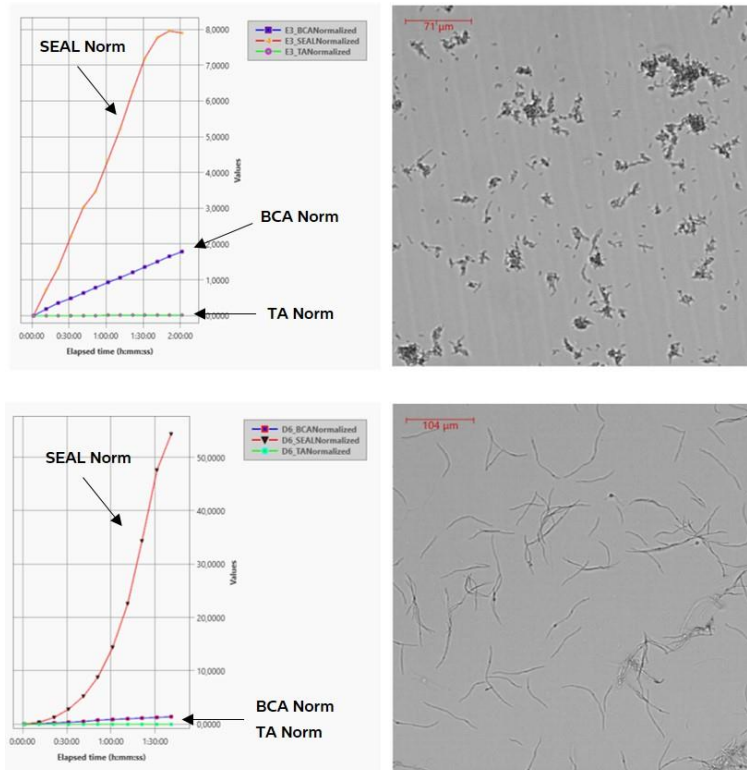 SEAL Norm
E3_BCANormalized
E3_SEALNormalized
E3_TANormalized
8,0000
7,0000
6,0000
5,0000
4,0000
3,0000
2,0000
1,0000
0,0000
Values
BCA Norm
TA Norm
0:00:00 0:30:00 1:00:00 1:30:00 2:00:00
Elapsed time (h:mm:ss)
71 µm
SEAL Norm
D6_BCANormalized
D6_SEALNormalized
D6_TANormalized
50,0000
40,0000
30,0000
20,0000
10,0000
0,0000
Values
BCA Norm
TA Norm
0:00:00 0:30:00 1:00:00 1:30:00
Elapsed time (h:mm:ss)
104 µm